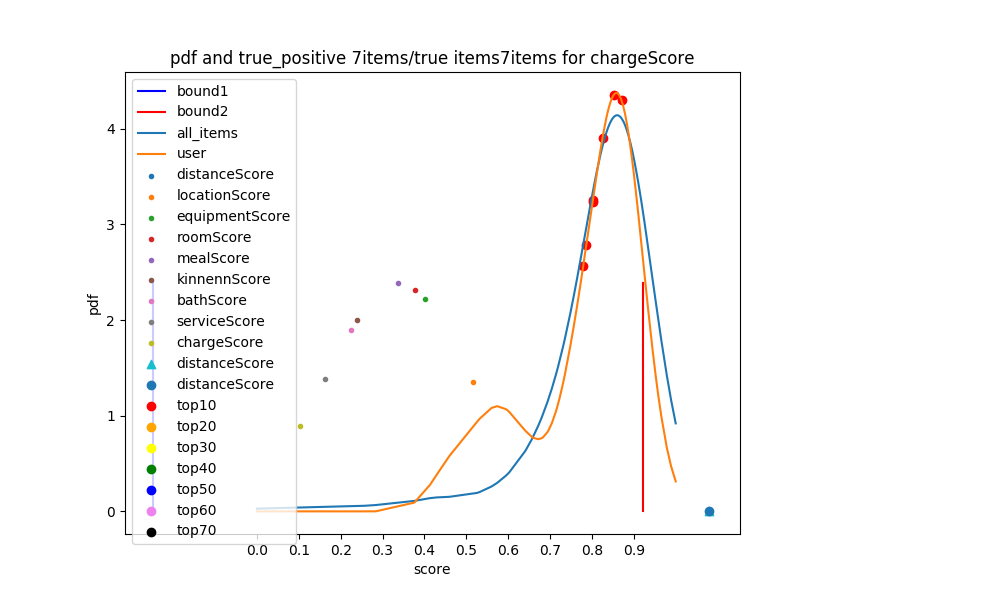 pdf and true_positive 7items/true items7items for chargeScore
bound1
bound2
all_items
user
distanceScore
locationScore
equipmentScore
roomScore
mealScore
kinnennScore
bathScore
serviceScore
chargeScore
distanceScore
distanceScore
top10
top20
top30
top40
top50
top60
top70
pdf
4
3
2
1
0
0.0 0.1 0.2 0.3 0.4 0.5 0.6 0.7 0.8 0.9
score